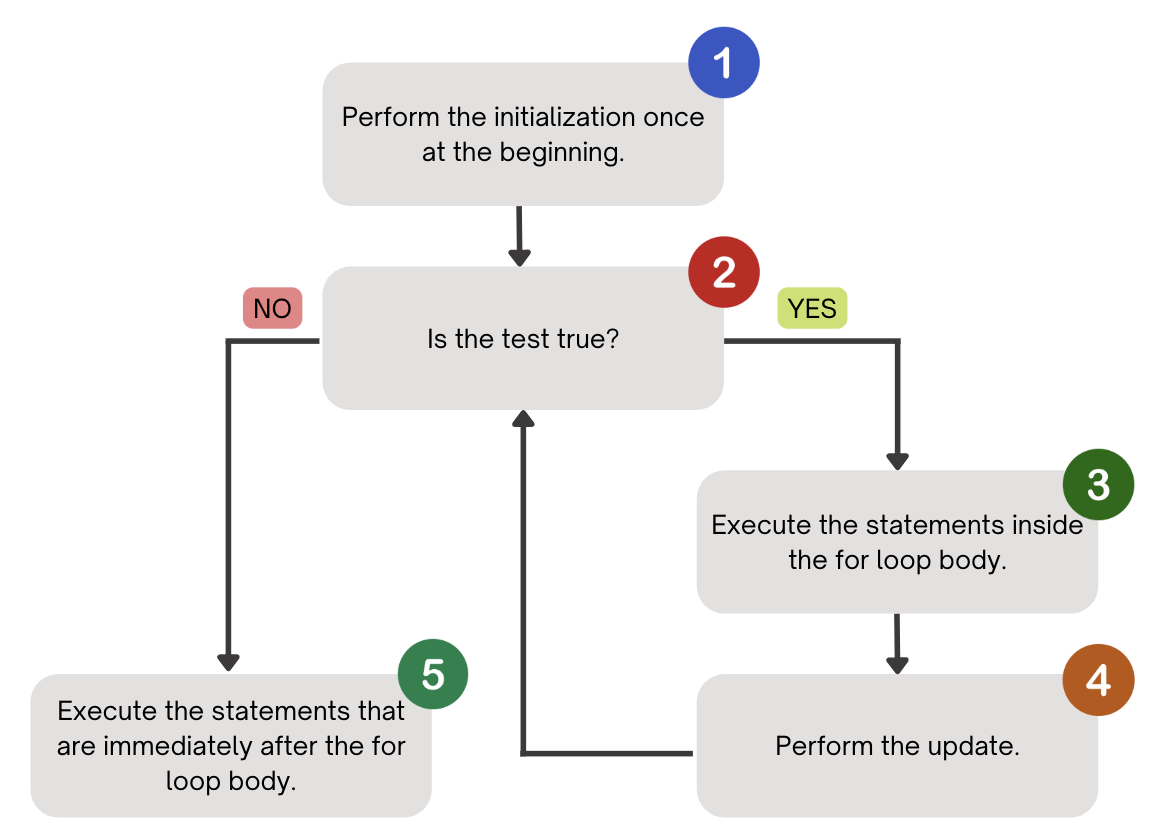 1
Perform the initialization once
at the beginning.
2
NO
YES
Is the test true?
3
Execute the statements inside
the for loop body.
5
4
Execute the statements that
are immediately after the for
loop body.
Perform the update.